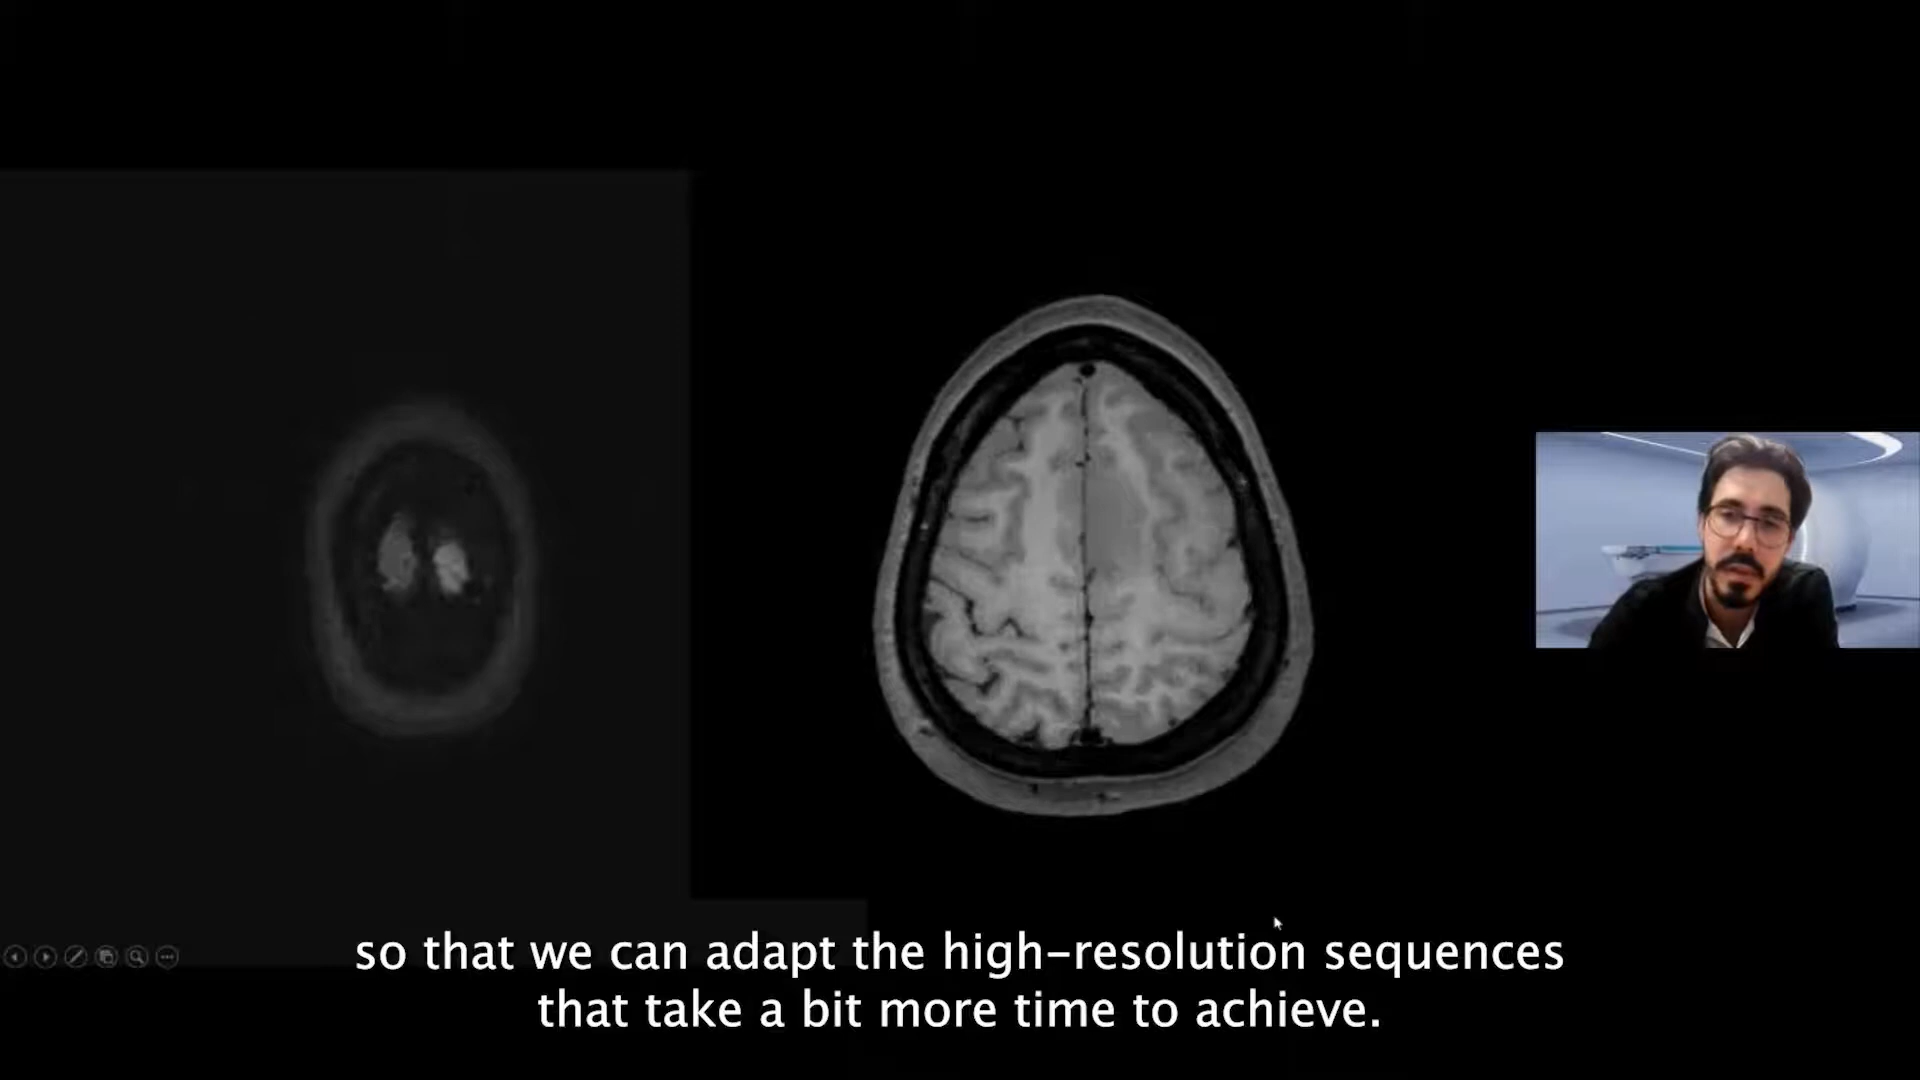 so that we can adapt the high-resolution sequences
that take a bit more time to achieve.